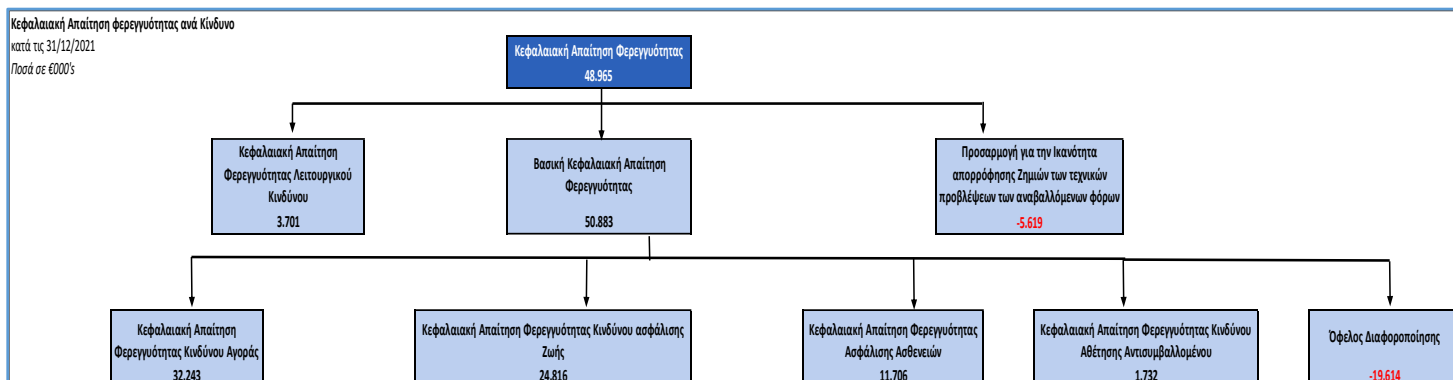 Κεφαλαιακή Απαίτηση φερεγγυότητας ανά Κίνδυνο
κατά τις 31/12/2021
Ποσά σε €000's
Κεφαλαιακή Απαίτηση Φερεγγυότητας
48.965
Κεφαλαιακή Απαίτηση
Φερεγγυότητας Λειτουργικού
Κινδύνου
3.701
Βασική Κεφαλαιακή Απαίτηση
Φερεγγυότητας
50.883
Προσαρμογή για την Ικανότητα
απορρόφησης Ζημιών των τεχνικών
προβλέψεων των αναβαλλόμενων φόρων
-5.619
Κεφαλαιακή Απαίτηση
Φερεγγυότητας Κινδύνου Αγοράς
32.243
Κεφαλαιακή Απαίτηση Φερεγγυότητας Κινδύνου ασφάλισης
Ζωής
24.816
Κεφαλαιακή Απαίτηση Φερεγγυότητας
Ασφάλισης Ασθενειών
11.706
Κεφαλαιακή Απαίτηση Φερεγγυότητας Κινδύνου
Αθέτησης Αντισυμβαλλομένου
1.732
Όφελος Διαφοροποίησης
-19.614